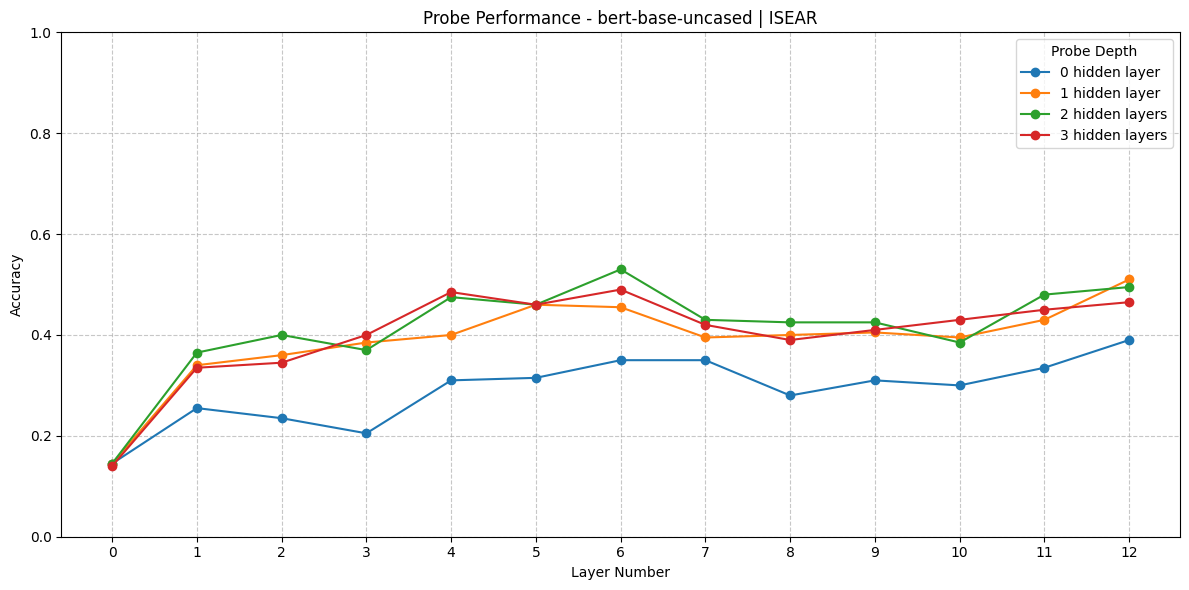 Probe Performance - bert-base-uncased | ISEAR
1.0
0.8
0.6
0.4
0.2
0.0
Accuracy
Probe Depth
0 hidden layer
1 hidden layer
2 hidden layers
3 hidden layers
0 1 2 3 4 5 6 7 8 9 10 11 12
Layer Number